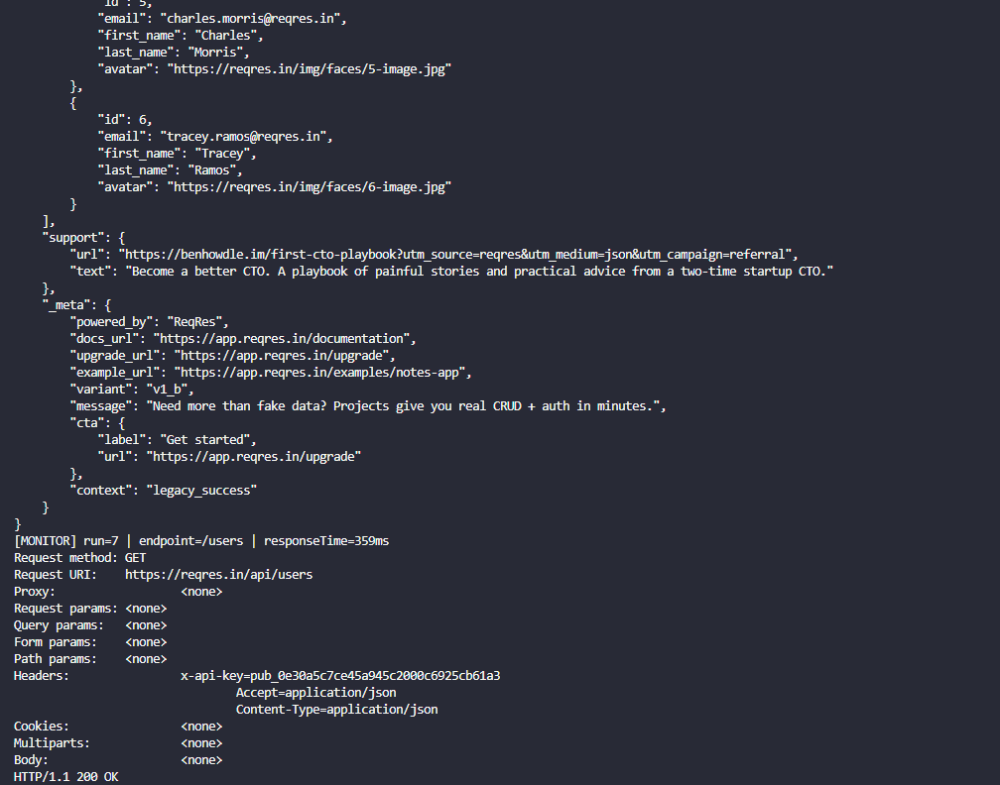 "id": 5,
"email": "charles.morris@reqres.in",
"first_name": "Charles",
"last_name": "Morris",
"avatar": "https://reqres.in/img/faces/5-image.jpg"
},
{
"id": 6,
"email": "tracey.ramos@reqres.in",
"first_name": "Tracey",
"last_name": "Ramos",
"avatar": "https://reqres.in/img/faces/6-image.jpg"
}
],
"support": {
"url": "https://benhowdle.im/first-cto-playbook?utm_source=reqres&utm_medium=json&utm_campaign=referral",
"text": "Become a better CTO. A playbook of painful stories and practical advice from a two-time startup CTO."
},
"_meta": {
"powered_by": "ReqRes",
"docs_url": "https://app.reqres.in/documentation",
"upgrade_url": "https://app.reqres.in/upgrade",
"example_url": "https://app.reqres.in/examples/notes-app",
"variant": "v1_b",
"message": "Need more than fake data? Projects give you real CRUD + auth in minutes.",
"cta": {
"label": "Get started",
"url": "https://app.reqres.in/upgrade"
},
"context": "legacy_success"
}
}
[MONITOR] run=7 | endpoint=/users | responseTime=359ms
Request method: GET
Request URI: https://reqres.in/api/users
Proxy: <none>
Request params: <none>
Query params: <none>
Form params: <none>
Path params: <none>
Headers: x-api-key=pub_0e30a5c7ce45a945c2000c6925cb61a3
Accept=application/json
Content-Type=application/json
Cookies: <none>
Multiparts: <none>
Body: <none>
HTTP/1.1 200 OK